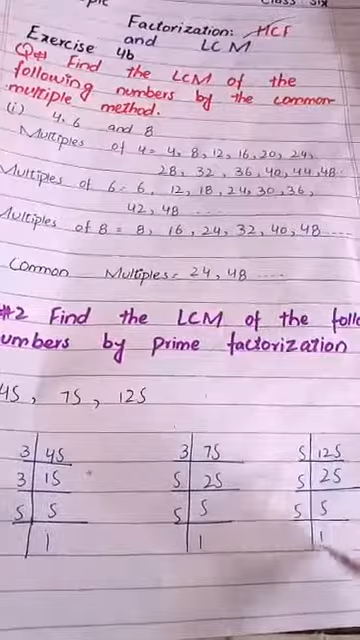 pic Class Six
Factorization: HCF
Exercise and LCM
4b
Q#1 Find the LCM of the
following numbers by the common
multiple method.
(i) 4, 6 and 8
Multiples of 4 = 4, 8, 12, 16, 20, 24,
28, 32, 36, 40, 44, 48
Multiples of 6 = 6, 12, 18, 24, 30, 36,
42, 48 ....
Multiples of 8 = 8, 16, 24, 32, 40, 48 ....
Common Multiples = 24, 48 ....
#2 Find the LCM of the follo
umbers by prime factorization
45, 75, 125
3 45 3 75 5 125
3 15 5 25 5 25
5 5 5 5 5 5
1 1 1